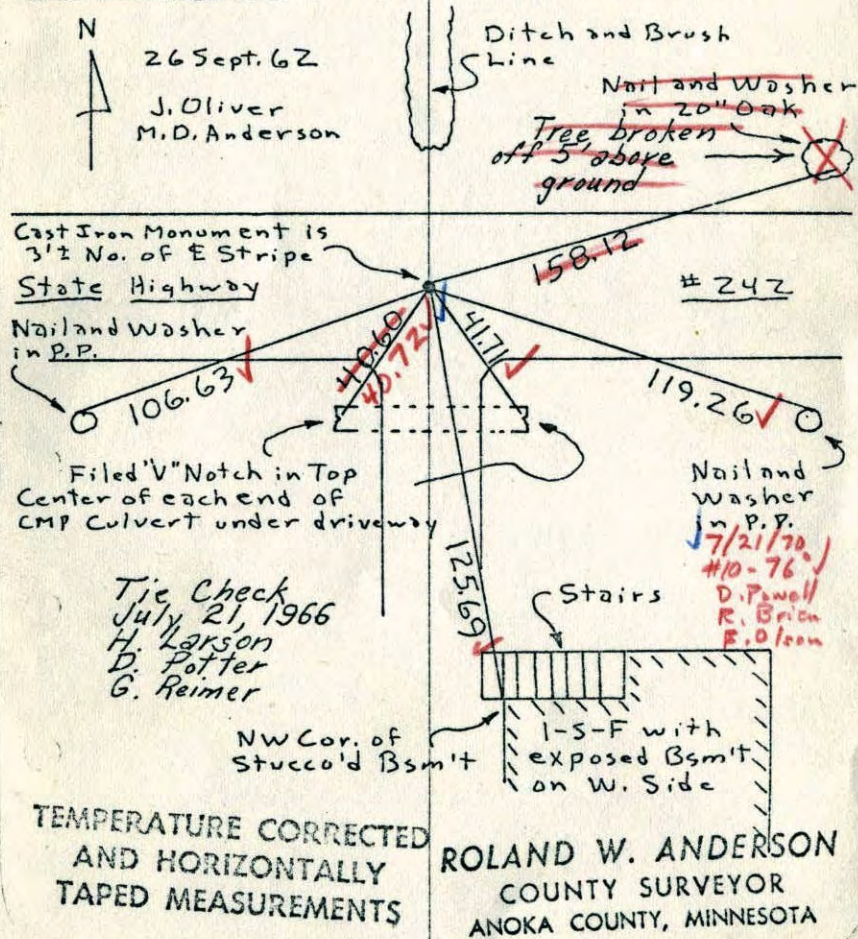 N
26 Sept. 62
J. Oliver
M.D. Anderson
Ditch and Brush
Line
Nail and Washer
in 20" Oak
Tree broken
off 5' above
ground
Cast Iron Monument is
3'± No. of ℄ Stripe
State Highway
158.12
# 242
Nail and Washer
in P.P.
106.63
40.60
40.72
41.71
119.26
Filed "V" Notch in Top
Center of each end of
CMP Culvert under driveway
Nail and
Washer
in P.P.
7/21/70
#10-76
D. Powell
R. Brion
E. Olson
125.69
Tie Check
July 21, 1966
H. Larson
D. Potter
G. Reimer
Stairs
NW Cor. of
Stucco'd Bsm't
1-S-F with
exposed Bsm't
on W. Side
TEMPERATURE CORRECTED
AND HORIZONTALLY
TAPED MEASUREMENTS
ROLAND W. ANDERSON
COUNTY SURVEYOR
ANOKA COUNTY, MINNESOTA